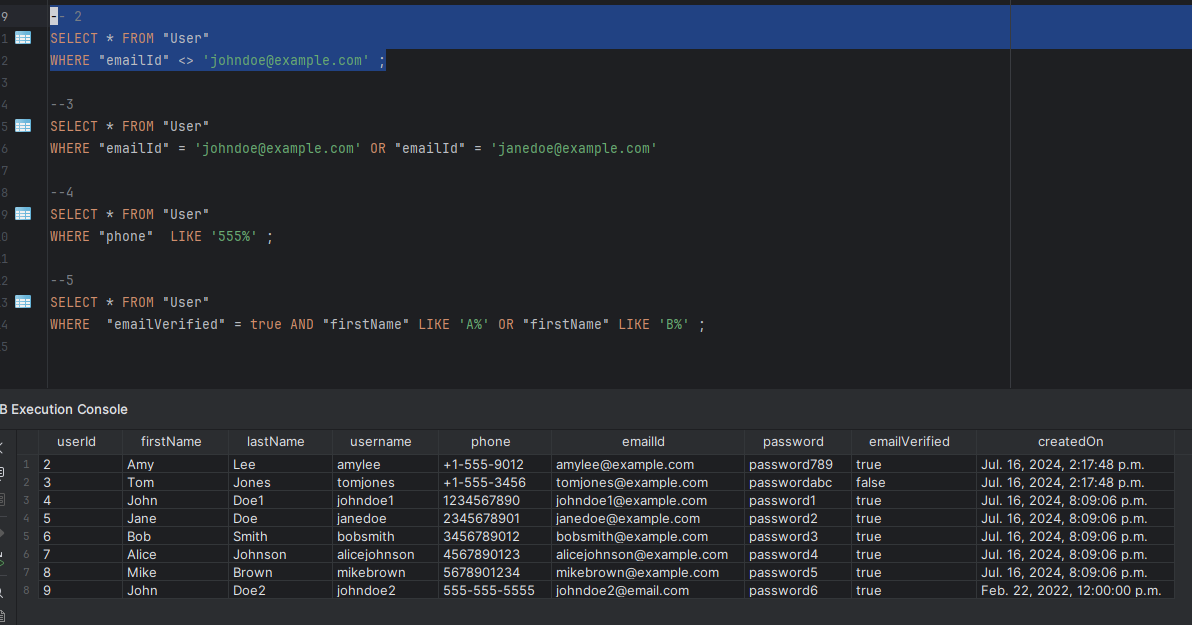 9 -- 2
1 SELECT * FROM "User"
2 WHERE "emailId" <> 'johndoe@example.com' ;
3
4 --3
5 SELECT * FROM "User"
6 WHERE "emailId" = 'johndoe@example.com' OR "emailId" = 'janedoe@example.com'
7
8 --4
9 SELECT * FROM "User"
0 WHERE "phone"  LIKE '555%' ;
1
2 --5
3 SELECT * FROM "User"
4 WHERE  "emailVerified" = true AND "firstName" LIKE 'A%' OR "firstName" LIKE 'B%' ;
5
B Execution Console
userId firstName lastName username phone emailId password emailVerified createdOn
1 2 Amy Lee amylee +1-555-9012 amylee@example.com password789 true Jul. 16, 2024, 2:17:48 p.m.
2 3 Tom Jones tomjones +1-555-3456 tomjones@example.com passwordabc false Jul. 16, 2024, 2:17:48 p.m.
3 4 John Doe1 johndoe1 1234567890 johndoe1@example.com password1 true Jul. 16, 2024, 8:09:06 p.m.
4 5 Jane Doe janedoe 2345678901 janedoe@example.com password2 true Jul. 16, 2024, 8:09:06 p.m.
5 6 Bob Smith bobsmith 3456789012 bobsmith@example.com password3 true Jul. 16, 2024, 8:09:06 p.m.
6 7 Alice Johnson alicejohnson 4567890123 alicejohnson@example.com password4 true Jul. 16, 2024, 8:09:06 p.m.
7 8 Mike Brown mikebrown 5678901234 mikebrown@example.com password5 true Jul. 16, 2024, 8:09:06 p.m.
8 9 John Doe2 johndoe2 555-555-5555 johndoe2@email.com password6 true Feb. 22, 2022, 12:00:00 p.m.